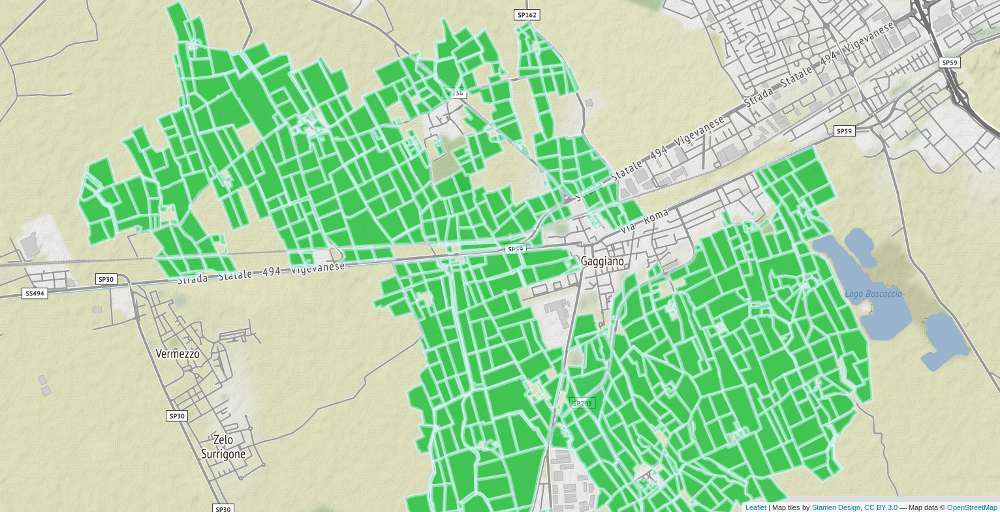 SP162
SP59
Strada Statale 494 Vigevanese
SP59
Statale 494 Vigevanese
Via Roma
Gaggiano
SP30
Strada Statale 494 Vigevanese
SS494
Lago Boscaccio
Vermezzo
SP30
Zelo
Surrigone
SP30
Leaflet | Map tiles by Stamen Design, CC BY 3.0 — Map data © OpenStreetMap